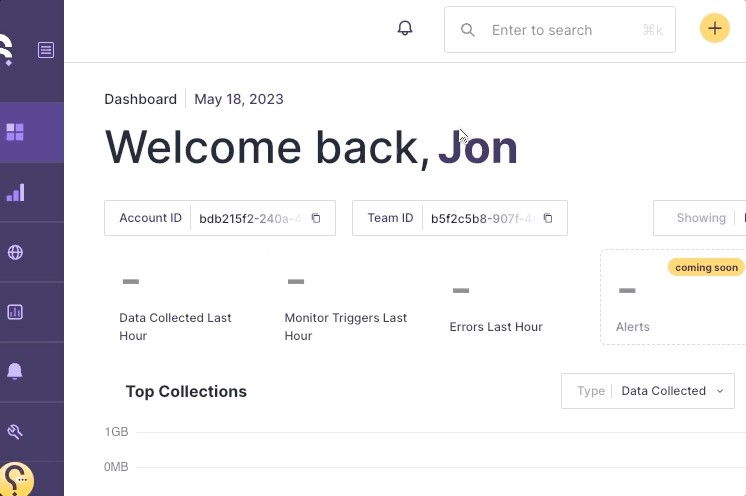 Enter to search ⌘k
Dashboard May 18, 2023
Welcome back, Jon
Account ID bdb215f2-240a-4
Team ID b5f2c5b8-907f-4
Showing
coming soon
Data Collected Last
Hour
Monitor Triggers Last
Hour
Errors Last Hour
Alerts
Top Collections
Type Data Collected
1GB
0MB